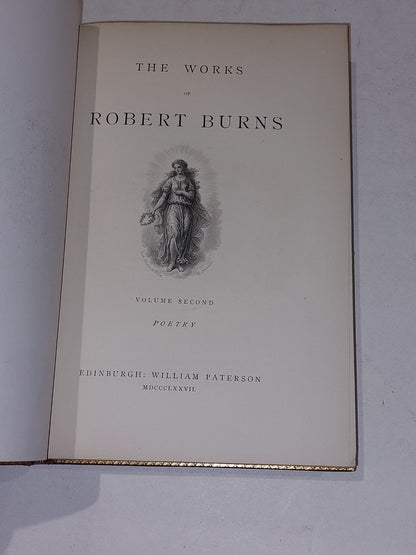 THE WORKS
OF
ROBERT BURNS
VOLUME SECOND
POETRY
EDINBURGH: WILLIAM PATERSON
MDCCCLXXVII.